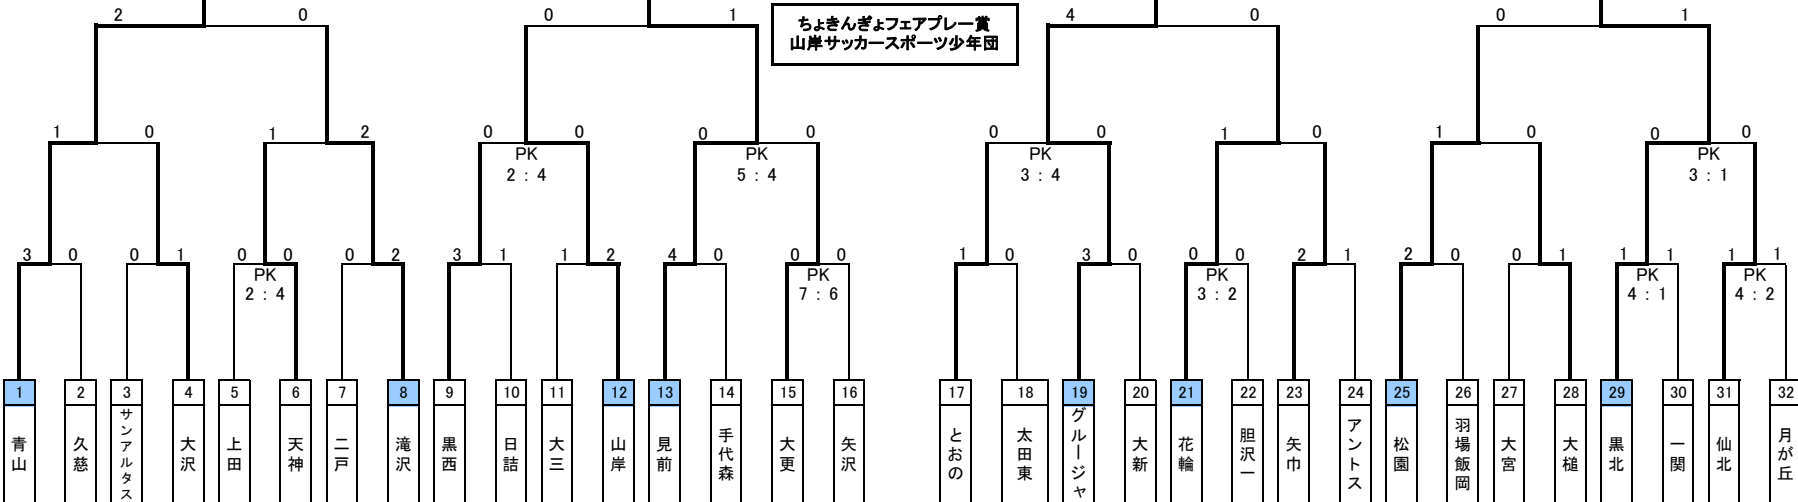 2 0 0 1 4 0 0 1
ちょきんぎょフェアプレー賞
山岸サッカースポーツ少年団
1 0 1 2 0 0 0 0 0 0 1 0 1 0 0 0
PK PK PK PK
2 : 4 5 : 4 3 : 4 3 : 1
3 0 0 1 0 0 0 2 3 1 1 2 4 0 0 0 1 0 3 0 0 0 2 1 2 0 0 1 1 1 1 1
PK PK PK PK PK
2 : 4 7 : 6 3 : 2 4 : 1 4 : 2
1 2 3 4 5 6 7 8 9 10 11 12 13 14 15 16 17 18 19 20 21 22 23 24 25 26 27 28 29 30 31 32
青山
久慈
サンアルタス
大沢
上田
天神
二戸
滝沢
黒西
日詰
大三
山岸
見前
手代森
大更
矢沢
とおの
太田東
グルージャ
大新
花輪
胆沢一
矢巾
アントス
松園
羽場飯岡
大宮
大槌
黒北
一関
仙北
月が丘